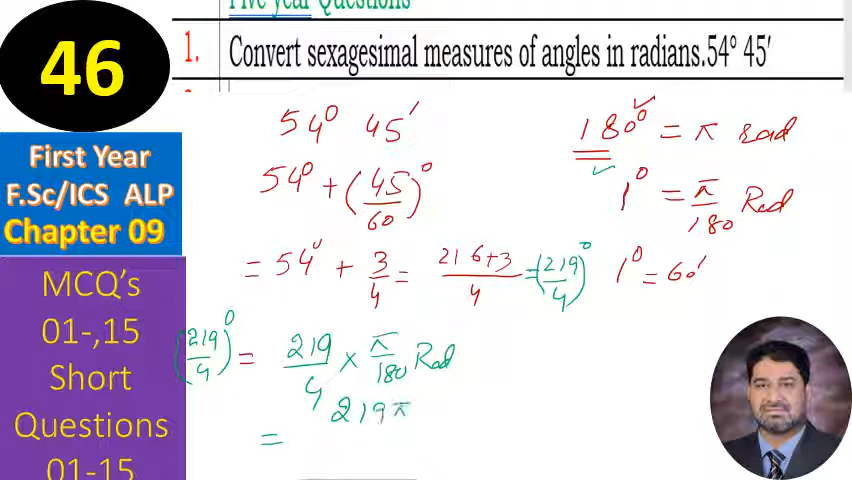 Five year Questions
46
1. Convert sexagesimal measures of angles in radians.54° 45′
First Year
F.Sc/ICS ALP
Chapter 09
MCQ's
01-,15
Short
Questions
01-15
54° 45′
54° + (45/60)°
= 54° + 3/4 = 216+3/4 = (219/4)°
(219/4)° = 219/4 × π/180 Rad
= 219π
180° = π rad
1° = π/180 Rad
1° = 60′